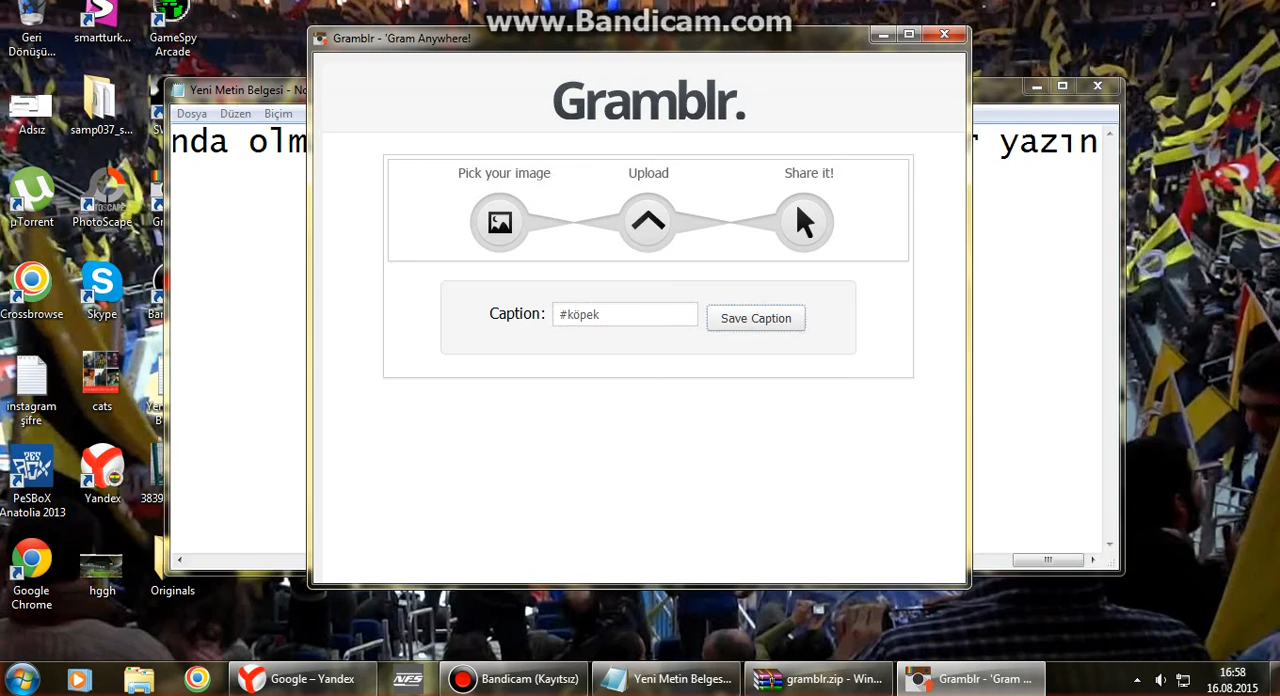 www.Bandicam.com
Geri
Dönüşü...
smartturk...
GameSpy
Arcade
Adsız
samp037_s...
µTorrent
PhotoScape
Crossbrowse
Skype
instagram
şifre
cats
PeSBoX
Anatolia 2013
Yandex
3839
Google
Chrome
hggh
Originals
Yeni Metin Belgesi - No
Dosya Düzen Biçim
nda olm
yazın
Gramblr - 'Gram Anywhere!
Gramblr.
Pick your image Upload Share it!
Caption: #köpek Save Caption
Google – Yandex
NFS
Bandicam (Kayıtsız)
Yeni Metin Belges...
gramblr.zip - Win...
Gramblr - 'Gram ...
16:58
16.08.2015